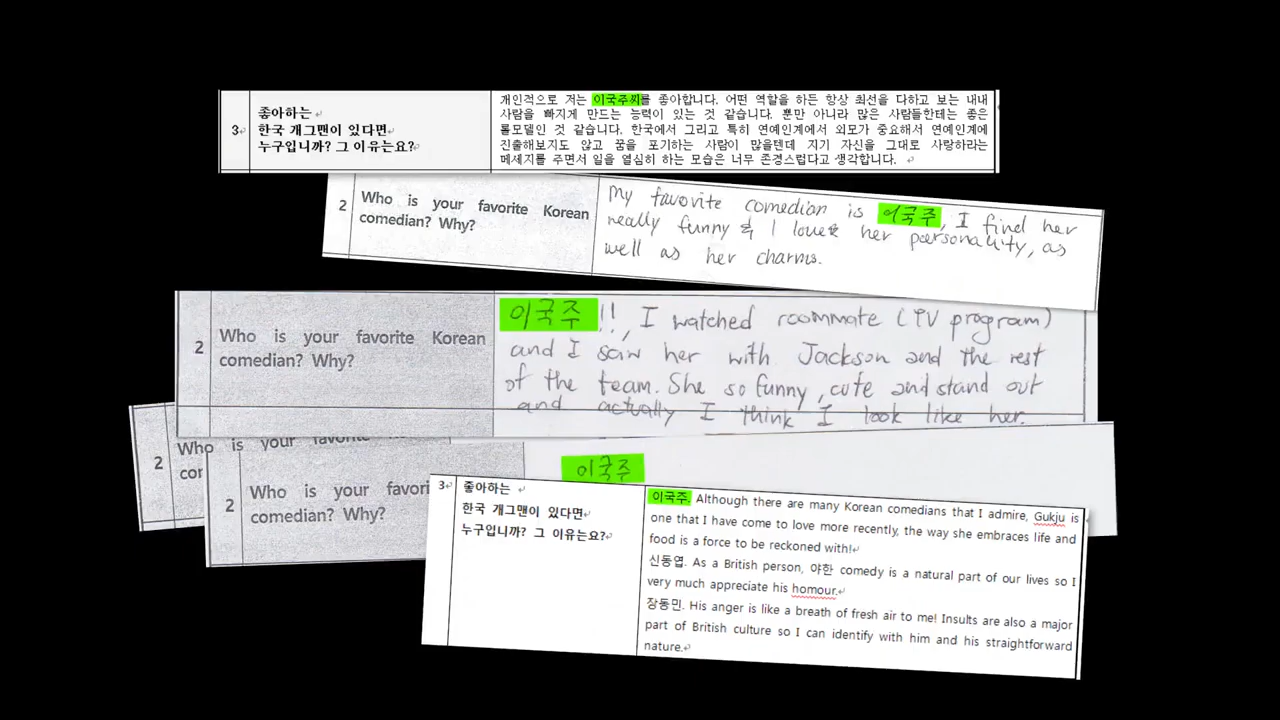 3
좋아하는
한국 개그맨이 있다면
누구입니까? 그 이유는요?
개인적으로 저는 이국주씨를 좋아합니다. 어떤 역할을 하든 항상 최선을 다하고 보는 내내
사람을 빠지게 만드는 능력이 있는 것 같습니다. 뿐만 아니라 많은 사람들한테는 좋은
롤모델인 것 같습니다. 한국에서 그리고 특히 연예인계에서 외모가 중요해서 연예인계에
진출해보지도 않고 꿈을 포기하는 사람이 많을텐데 지기 자신을 그대로 사랑하라는
메세지를 주면서 일을 열심히 하는 모습은 너무 존경스럽다고 생각합니다.
2
Who is your favorite Korean
comedian? Why?
My favorite comedian is 이국주, I find her
really funny & I love her personality, as
well as her charms.
2
Who is your favorite Korean
comedian? Why?
이국주!!, I watched roommate (TV program)
and I saw her with Jackson and the rest
of the team. She so funny, cute and stand out
and actually I think I look like her.
2
Who is your favorite
2
Who is your favori
comedian? Why?
이국주
3
좋아하는
한국 개그맨이 있다면
누구입니까? 그 이유는요?
이국주. Although there are many Korean comedians that I admire, Gukju is
one that I have come to love more recently, the way she embraces life and
food is a force to be reckoned with!
신동엽. As a British person, 야한 comedy is a natural part of our lives so I
very much appreciate his homour.
장동민. His anger is like a breath of fresh air to me! Insults are also a major
part of British culture so I can identify with him and his straightforward
nature.